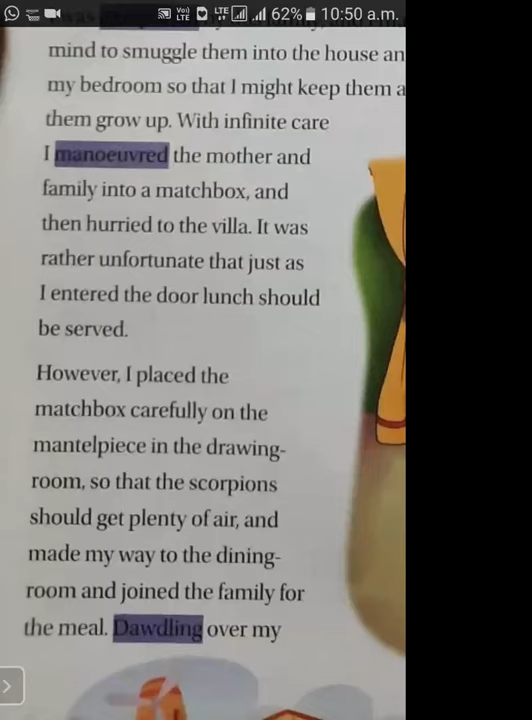 62% 10:50 a.m.
mind to smuggle them into the house an
my bedroom so that I might keep them a
them grow up. With infinite care
I manoeuvred the mother and
family into a matchbox, and
then hurried to the villa. It was
rather unfortunate that just as
I entered the door lunch should
be served.
However, I placed the
matchbox carefully on the
mantelpiece in the drawing-
room, so that the scorpions
should get plenty of air, and
made my way to the dining-
room and joined the family for
the meal. Dawdling over my